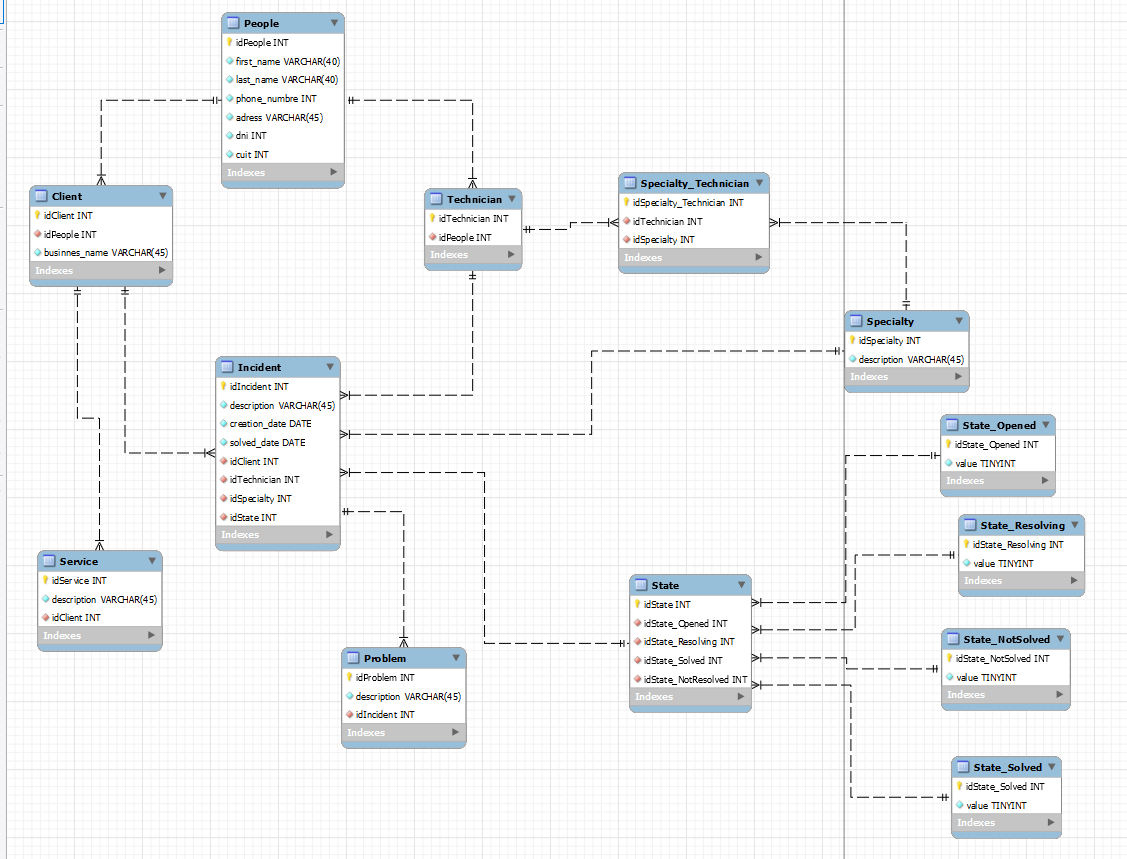 People
idPeople INT
first_name VARCHAR(40)
last_name VARCHAR(40)
phone_numbre INT
adress VARCHAR(45)
dni INT
cuit INT
Indexes
Client
idClient INT
idPeople INT
businnes_name VARCHAR(45)
Indexes
Technician
idTechnician INT
idPeople INT
Indexes
Specialty_Technician
idSpecialty_Technician INT
idTechnician INT
idSpecialty INT
Indexes
Specialty
idSpecialty INT
description VARCHAR(45)
Indexes
Incident
idIncident INT
description VARCHAR(45)
creation_date DATE
solved_date DATE
idClient INT
idTechnician INT
idSpecialty INT
idState INT
Indexes
State_Opened
idState_Opened INT
value TINYINT
Indexes
State_Resolving
idState_Resolving INT
value TINYINT
Indexes
Service
idService INT
description VARCHAR(45)
idClient INT
Indexes
State
idState INT
idState_Opened INT
idState_Resolving INT
idState_Solved INT
idState_NotResolved INT
Indexes
State_NotSolved
idState_NotSolved INT
value TINYINT
Indexes
Problem
idProblem INT
description VARCHAR(45)
idIncident INT
Indexes
State_Solved
idState_Solved INT
value TINYINT
Indexes